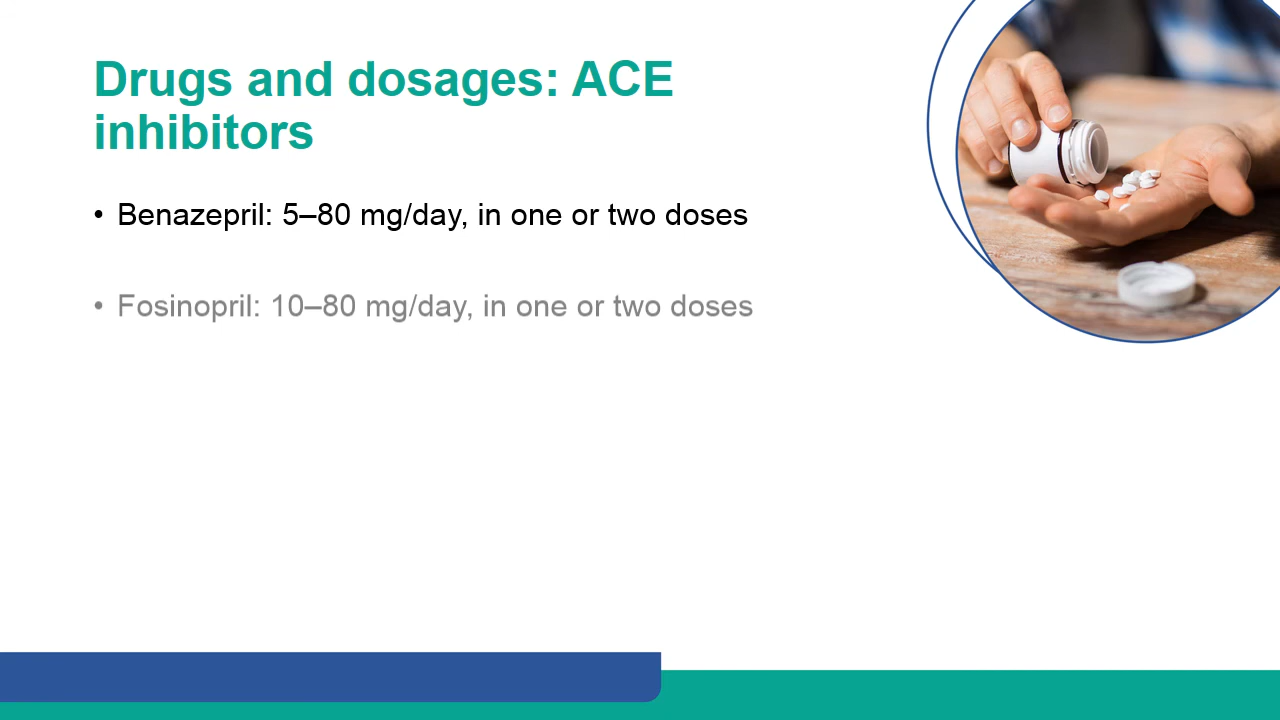 Drugs and dosages: ACE
inhibitors
• Benazepril: 5–80 mg/day, in one or two doses
• Fosinopril: 10–80 mg/day, in one or two doses